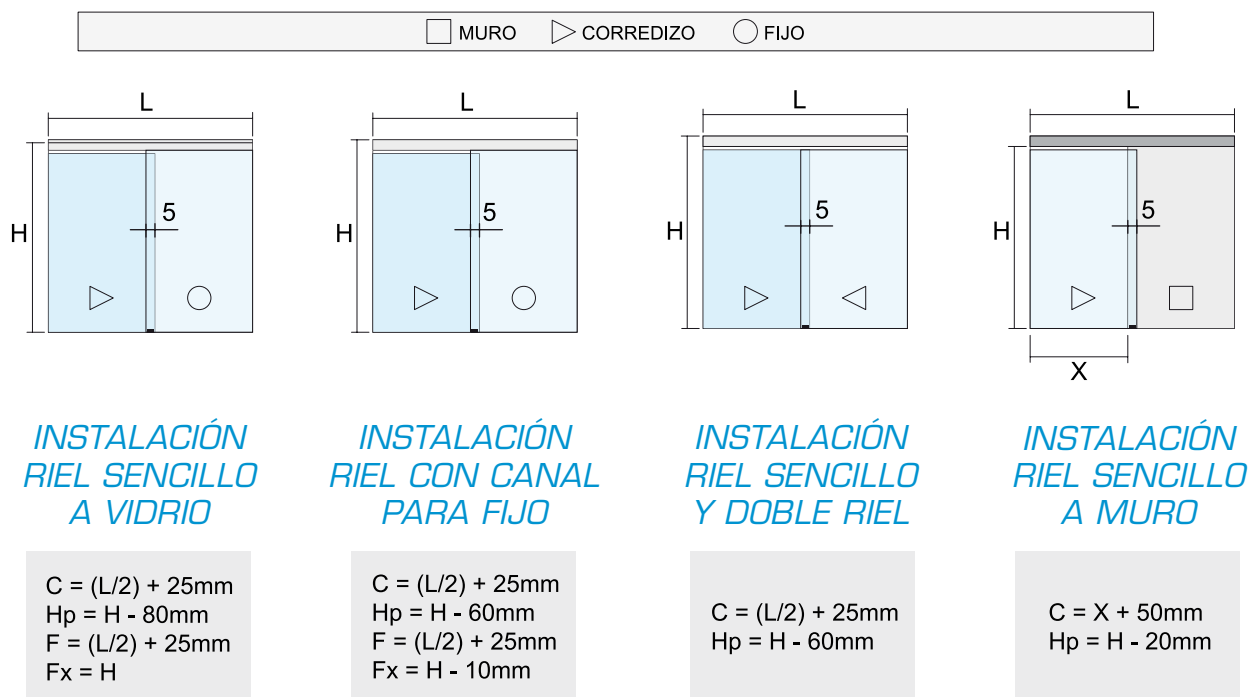 MURO CORREDIZO FIJO
L
H
5
INSTALACIÓN
RIEL SENCILLO
A VIDRIO
C = (L/2) + 25mm
Hp = H - 80mm
F = (L/2) + 25mm
Fx = H
L
H
5
INSTALACIÓN
RIEL CON CANAL
PARA FIJO
C = (L/2) + 25mm
Hp = H - 60mm
F = (L/2) + 25mm
Fx = H - 10mm
L
H
5
INSTALACIÓN
RIEL SENCILLO
Y DOBLE RIEL
C = (L/2) + 25mm
Hp = H - 60mm
L
H
5
X
INSTALACIÓN
RIEL SENCILLO
A MURO
C = X + 50mm
Hp = H - 20mm